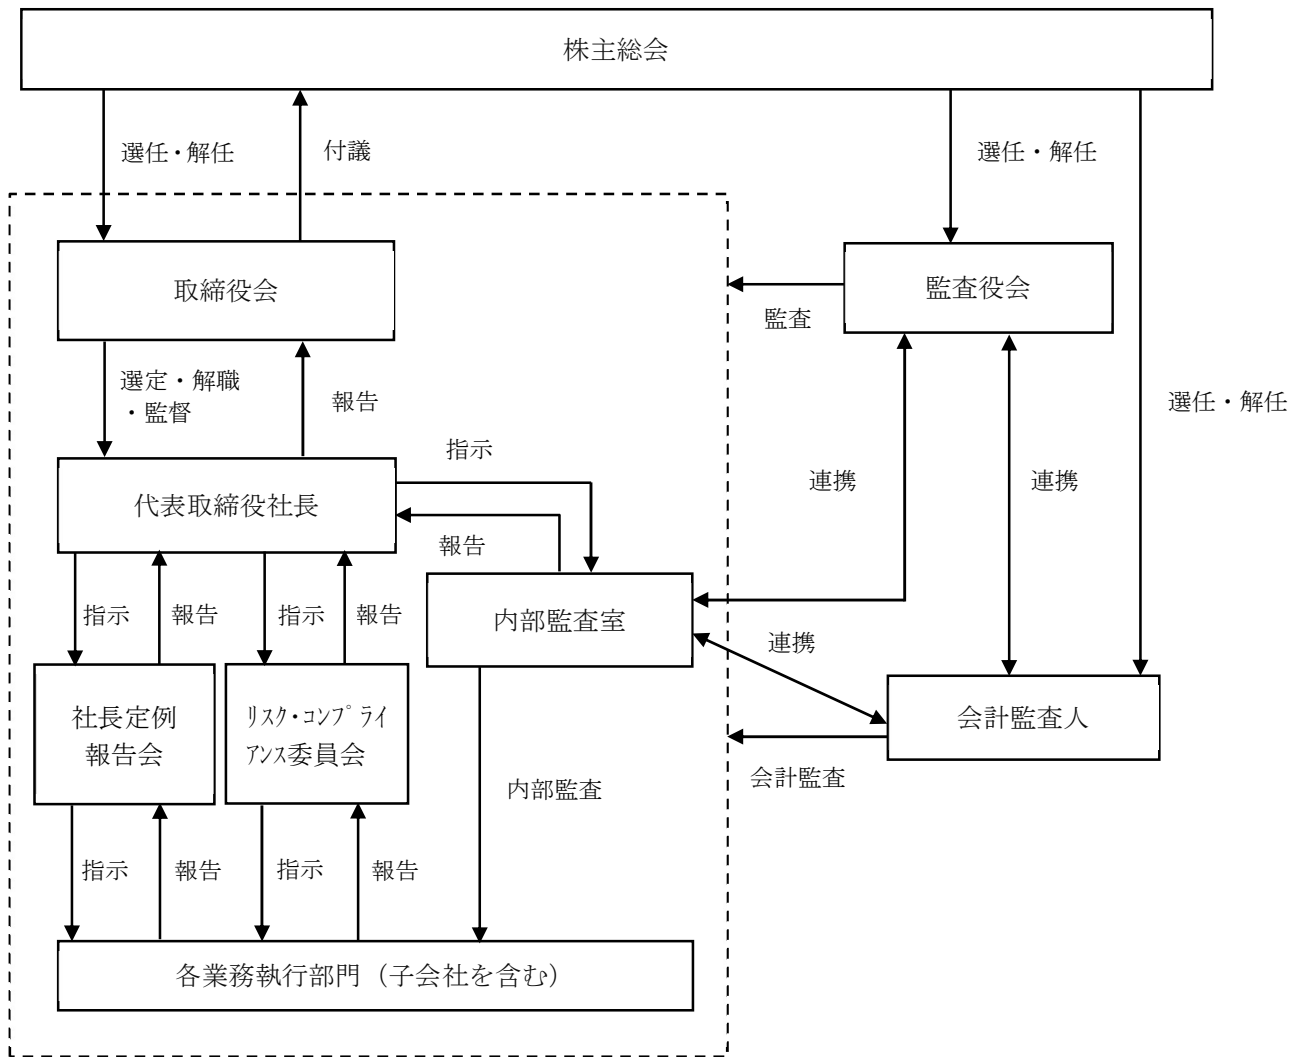 株主総会
選任・解任
付議
選任・解任
取締役会
監査役会
監査
選定・解職
・監督
報告
選任・解任
指示
連携
連携
代表取締役社長
報告
指示
報告
指示
報告
内部監査室
連携
社長定例
報告会
ﾘｽｸ・ｺﾝﾌﾟﾗｲ
ｱﾝｽ委員会
会計監査人
会計監査
内部監査
指示
報告
指示
報告
各業務執行部門（子会社を含む）